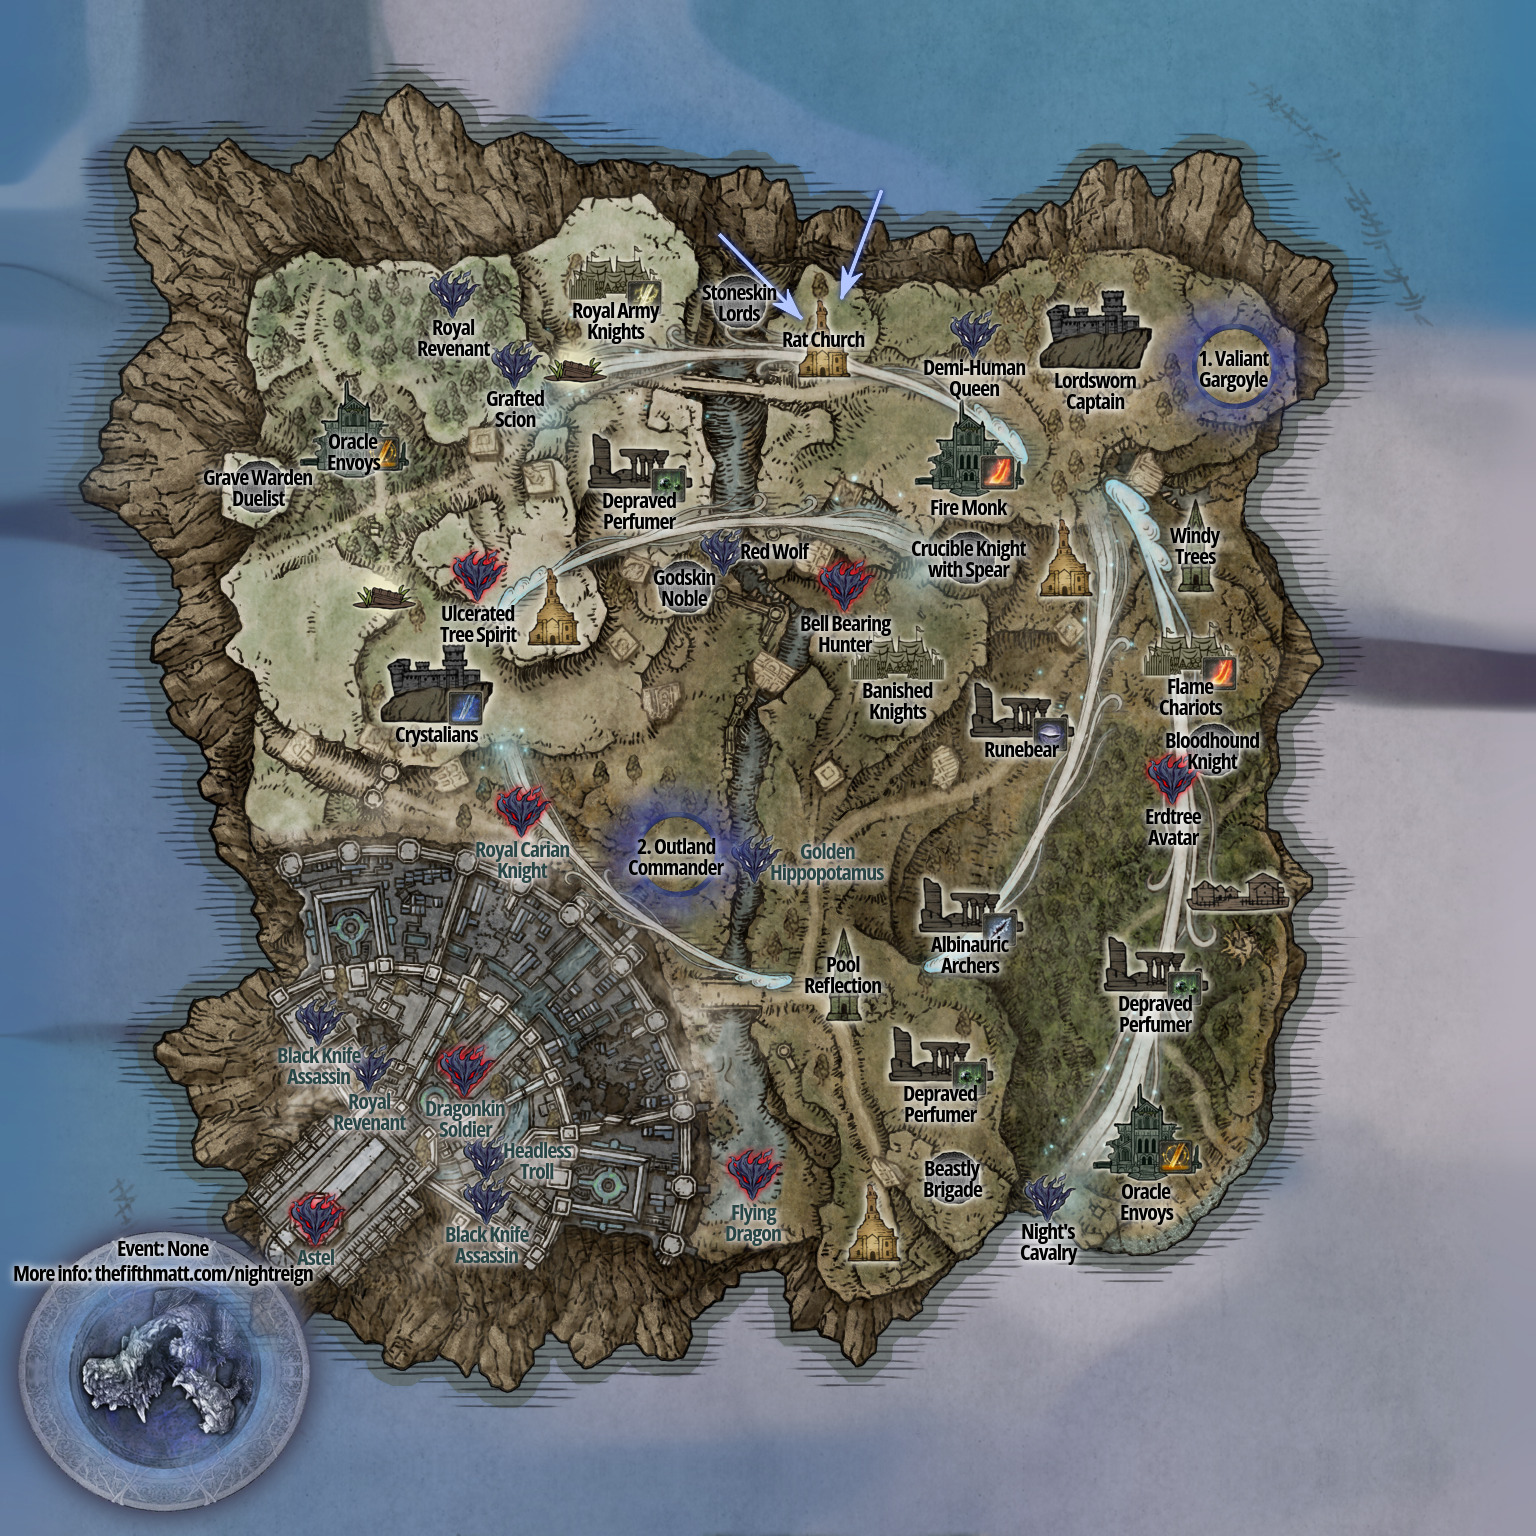 Royal
Revenant
Royal Army
Knights
Stoneskin
Lords
Rat Church
Demi-Human
Queen
Lordsworn
Captain
1. Valiant
Gargoyle
Grafted
Scion
Oracle
Envoys
Grave Warden
Duelist
Depraved
Perfumer
Fire Monk
Red Wolf
Crucible Knight
with Spear
Windy
Trees
Godskin
Noble
Ulcerated
Tree Spirit
Bell Bearing
Hunter
Banished
Knights
Flame
Chariots
Crystalians
Runebear
Bloodhound
Knight
Erdtree
Avatar
Royal Carian
Knight
2. Outland
Commander
Golden
Hippopotamus
Albinauric
Archers
Pool
Reflection
Depraved
Perfumer
Black Knife
Assassin
Royal
Revenant
Dragonkin
Soldier
Depraved
Perfumer
Headless
Troll
Beastly
Brigade
Oracle
Envoys
Flying
Dragon
Night's
Cavalry
Black Knife
Assassin
Astel
Event: None
More info: thefifthmatt.com/nightreign